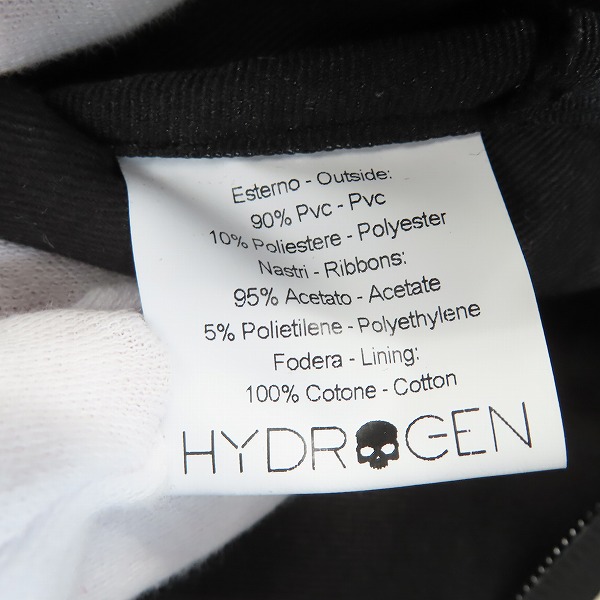 Esterno - Outside:
90% Pvc - Pvc
10% Poliestere - Polyester
Nastri - Ribbons:
95% Acetato - Acetate
5% Polietilene - Polyethylene
Fodera - Lining:
100% Cotone - Cotton
HYDROGEN